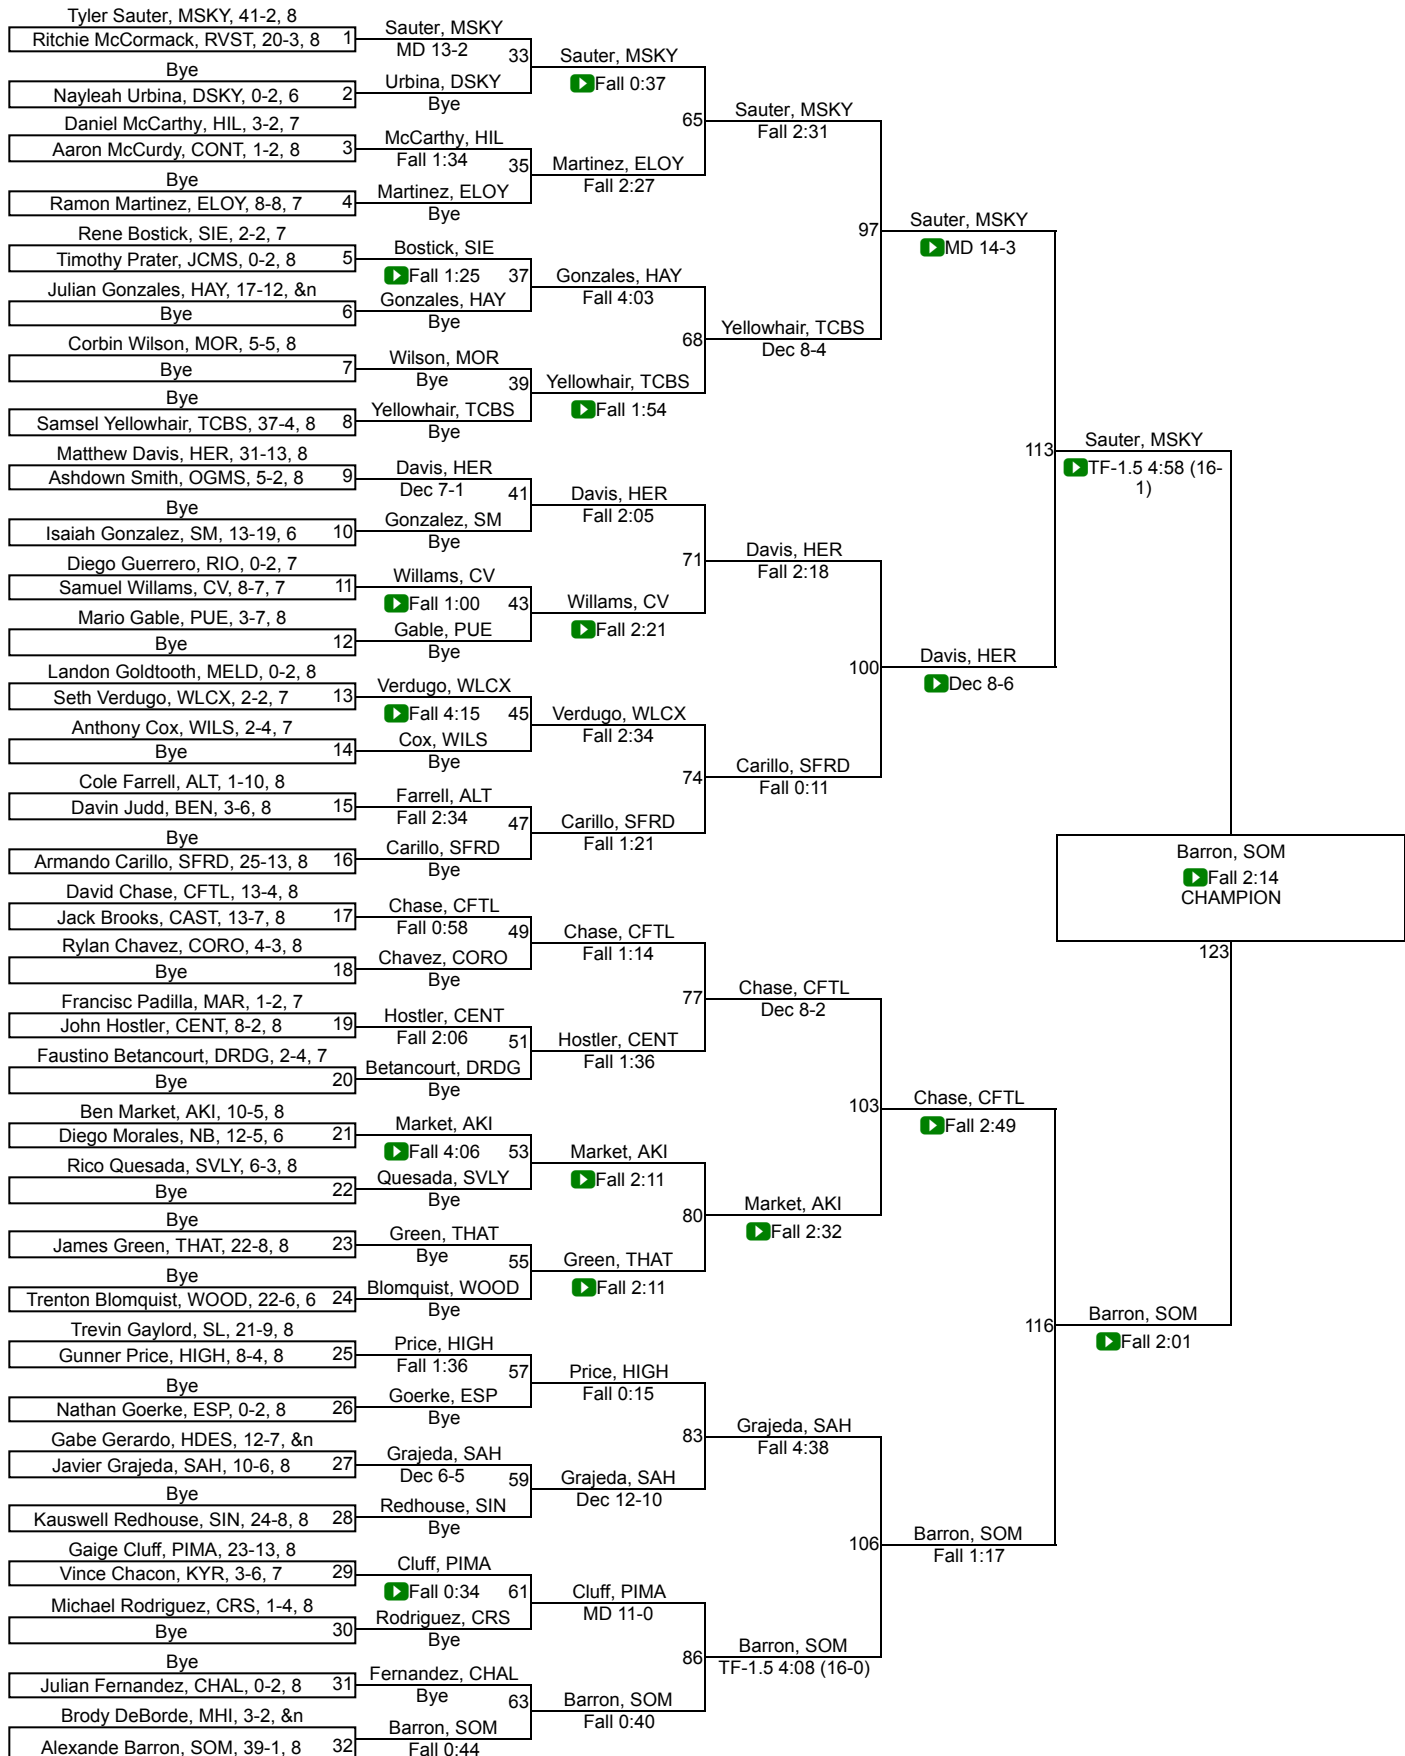 Tyler Sauter, MSKY, 41-2, 8
Ritchie McCormack, RVST, 20-3, 8 1
Bye
Nayleah Urbina, DSKY, 0-2, 6 2
Daniel McCarthy, HIL, 3-2, 7
Aaron McCurdy, CONT, 1-2, 8 3
Bye
Ramon Martinez, ELOY, 8-8, 7 4
Rene Bostick, SIE, 2-2, 7
Timothy Prater, JCMS, 0-2, 8 5
Julian Gonzales, HAY, 17-12, &n
Bye 6
Corbin Wilson, MOR, 5-5, 8
Bye 7
Bye
Samsel Yellowhair, TCBS, 37-4, 8 8
Matthew Davis, HER, 31-13, 8
Ashdown Smith, OGMS, 5-2, 8 9
Bye
Isaiah Gonzalez, SM, 13-19, 6 10
Diego Guerrero, RIO, 0-2, 7
Samuel Willams, CV, 8-7, 7 11
Mario Gable, PUE, 3-7, 8
Bye 12
Landon Goldtooth, MELD, 0-2, 8
Seth Verdugo, WLCX, 2-2, 7 13
Anthony Cox, WILS, 2-4, 7
Bye 14
Cole Farrell, ALT, 1-10, 8
Davin Judd, BEN, 3-6, 8 15
Bye
Armando Carillo, SFRD, 25-13, 8 16
David Chase, CFTL, 13-4, 8
Jack Brooks, CAST, 13-7, 8 17
Rylan Chavez, CORO, 4-3, 8
Bye 18
Francisc Padilla, MAR, 1-2, 7
John Hostler, CENT, 8-2, 8 19
Faustino Betancourt, DRDG, 2-4, 7
Bye 20
Ben Market, AKI, 10-5, 8
Diego Morales, NB, 12-5, 6 21
Rico Quesada, SVLY, 6-3, 8
Bye 22
Bye
James Green, THAT, 22-8, 8 23
Bye
Trenton Blomquist, WOOD, 22-6, 6 24
Trevin Gaylord, SL, 21-9, 8
Gunner Price, HIGH, 8-4, 8 25
Bye
Nathan Goerke, ESP, 0-2, 8 26
Gabe Gerardo, HDES, 12-7, &n
Javier Grajeda, SAH, 10-6, 8 27
Bye
Kauswell Redhouse, SIN, 24-8, 8 28
Gaige Cluff, PIMA, 23-13, 8
Vince Chacon, KYR, 3-6, 7 29
Michael Rodriguez, CRS, 1-4, 8
Bye 30
Bye
Julian Fernandez, CHAL, 0-2, 8 31
Brody DeBorde, MHI, 3-2, &n
Alexande Barron, SOM, 39-1, 8 32
Sauter, MSKY
MD 13-2
33
Urbina, DSKY
Bye
McCarthy, HIL
Fall 1:34
35
Martinez, ELOY
Bye
Bostick, SIE
Fall 1:25
37
Gonzales, HAY
Bye
Wilson, MOR
Bye
39
Yellowhair, TCBS
Bye
Davis, HER
Dec 7-1
41
Gonzalez, SM
Bye
Willams, CV
Fall 1:00
43
Gable, PUE
Bye
Verdugo, WLCX
Fall 4:15
45
Cox, WILS
Bye
Farrell, ALT
Fall 2:34
47
Carillo, SFRD
Bye
Chase, CFTL
Fall 0:58
49
Chavez, CORO
Bye
Hostler, CENT
Fall 2:06
51
Betancourt, DRDG
Bye
Market, AKI
Fall 4:06
53
Quesada, SVLY
Bye
Green, THAT
Bye
55
Blomquist, WOOD
Bye
Price, HIGH
Fall 1:36
57
Goerke, ESP
Bye
Grajeda, SAH
Dec 6-5
59
Redhouse, SIN
Bye
Cluff, PIMA
Fall 0:34
61
Rodriguez, CRS
Bye
Fernandez, CHAL
Bye
63
Barron, SOM
Fall 0:44
Sauter, MSKY
Fall 0:37
65
Martinez, ELOY
Fall 2:27
Gonzales, HAY
Fall 4:03
68
Yellowhair, TCBS
Fall 1:54
Davis, HER
Fall 2:05
71
Willams, CV
Fall 2:21
Verdugo, WLCX
Fall 2:34
74
Carillo, SFRD
Fall 1:21
Chase, CFTL
Fall 1:14
77
Hostler, CENT
Fall 1:36
Market, AKI
Fall 2:11
80
Green, THAT
Fall 2:11
Price, HIGH
Fall 0:15
83
Grajeda, SAH
Dec 12-10
Cluff, PIMA
MD 11-0
86
Barron, SOM
Fall 0:40
Sauter, MSKY
Fall 2:31
97
Yellowhair, TCBS
Dec 8-4
Davis, HER
Fall 2:18
100
Carillo, SFRD
Fall 0:11
Chase, CFTL
Dec 8-2
103
Market, AKI
Fall 2:32
Grajeda, SAH
Fall 4:38
106
Barron, SOM
TF-1.5 4:08 (16-0)
Sauter, MSKY
MD 14-3
113
Davis, HER
Dec 8-6
Chase, CFTL
Fall 2:49
116
Barron, SOM
Fall 1:17
Sauter, MSKY
TF-1.5 4:58 (16-
1)
Barron, SOM
Fall 2:01
Barron, SOM
Fall 2:14
CHAMPION
123